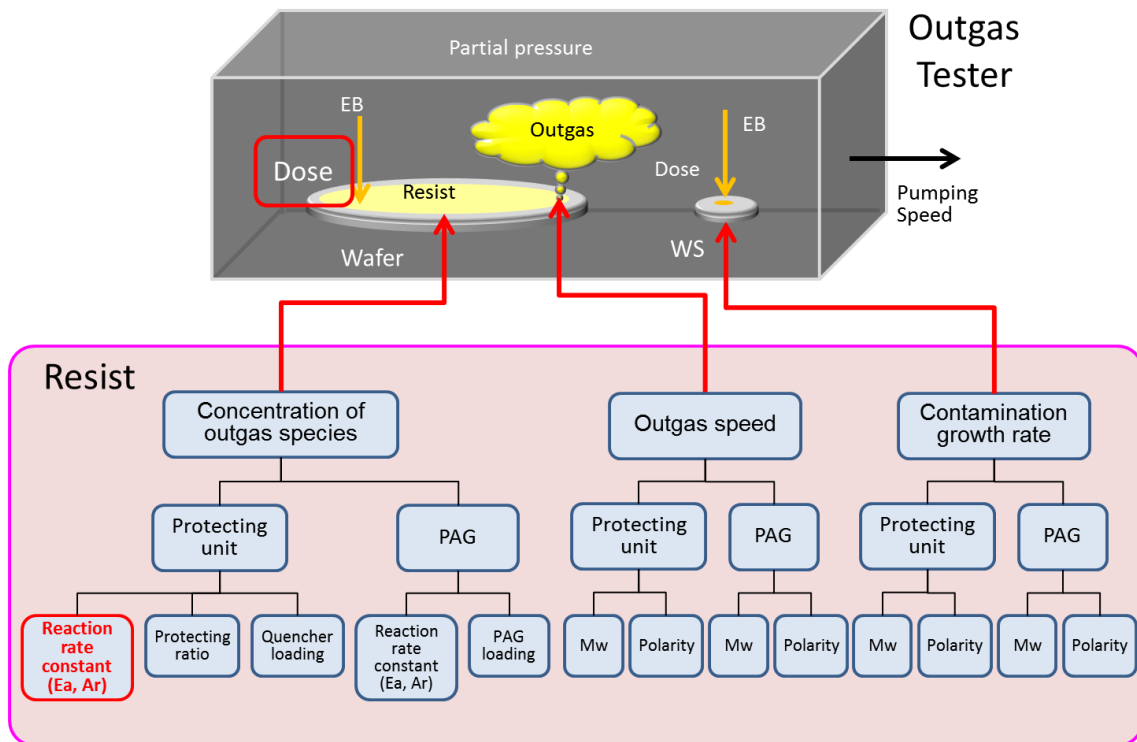 Outgas
Tester
Partial pressure
EB
Dose
Resist
Outgas
EB
Dose
Wafer
WS
Pumping
Speed
Resist
Concentration of
outgas species
Outgas speed
Contamination
growth rate
Protecting
unit
PAG
Protecting
unit
PAG
Protecting
unit
PAG
Reaction
rate
constant
(Ea, Ar)
Protecting
ratio
Quencher
loading
Reaction
rate
constant
(Ea, Ar)
PAG
loading
Mw
Polarity
Mw
Polarity
Mw
Polarity
Mw
Polarity